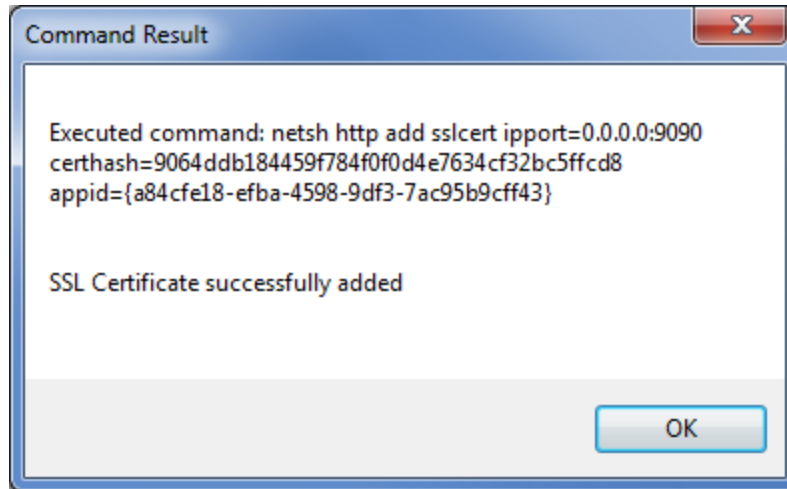 Command Result
Executed command: netsh http add sslcert ipport=0.0.0.0:9090
certhash=9064ddb184459f784f0f0d4e7634cf32bc5ffcd8
appid={a84cfe18-efba-4598-9df3-7ac95b9cff43}
SSL Certificate successfully added
OK